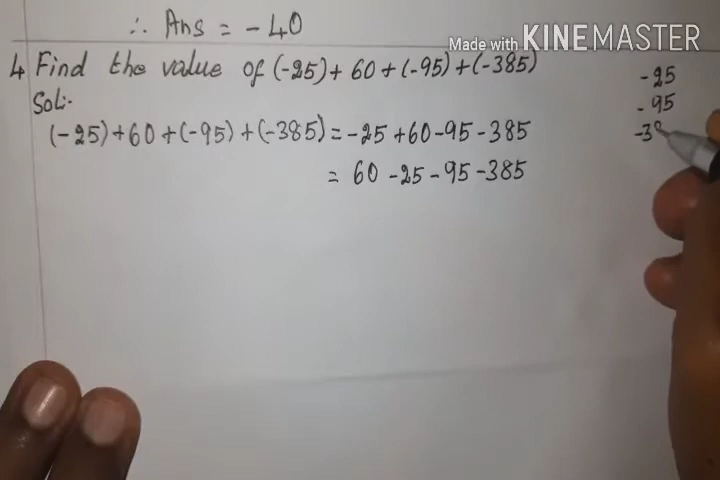 ∴ Ans = -40
Made with KINEMASTER
4 Find the value of (-25)+ 60 +(-95) +(-385)
Sol:-
(-25)+60 +(-95) +(-385) = -25 +60 -95 -385
= 60 -25 -95 -385
-25
-95
-38